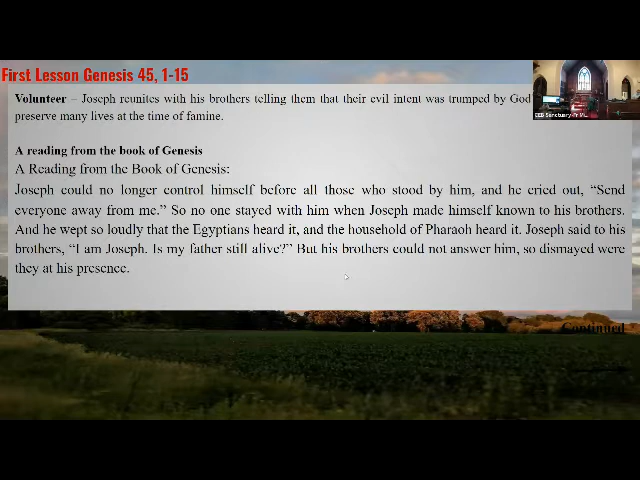 First Lesson Genesis 45, 1-15
Volunteer – Joseph reunites with his brothers telling them that their evil intent was trumped by God
preserve many lives at the time of famine.
A reading from the book of Genesis
A Reading from the Book of Genesis:
Joseph could no longer control himself before all those who stood by him, and he cried out, “Send
everyone away from me.” So no one stayed with him when Joseph made himself known to his brothers.
And he wept so loudly that the Egyptians heard it, and the household of Pharaoh heard it. Joseph said to his
brothers, “I am Joseph. Is my father still alive?” But his brothers could not answer him, so dismayed were
they at his presence.
Continued